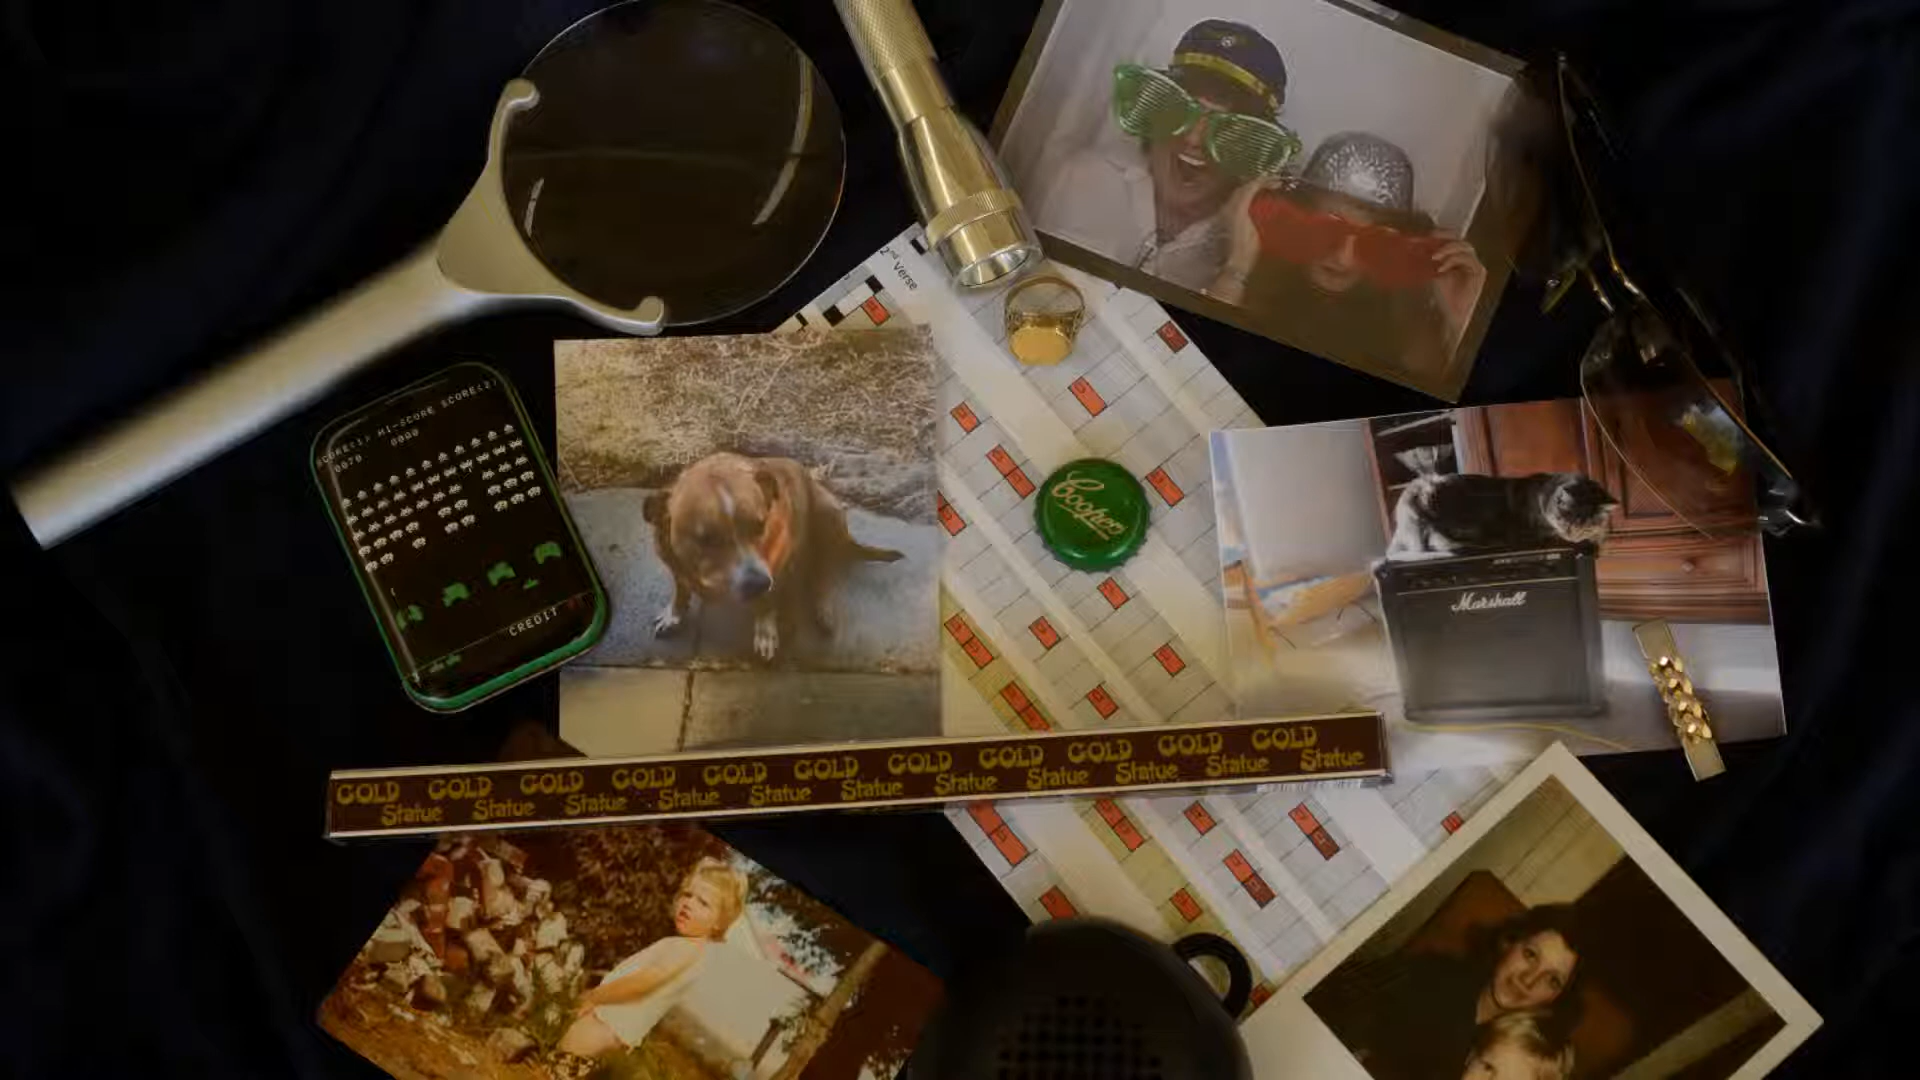 2nd Verse
SCORE<1> HI-SCORE SCORE<2>
0070 0000
CREDIT
Coopers
Marshall
GOLD GOLD GOLD GOLD GOLD GOLD GOLD GOLD GOLD GOLD GOLD
Statue Statue Statue Statue Statue Statue Statue Statue Statue Statue Statue